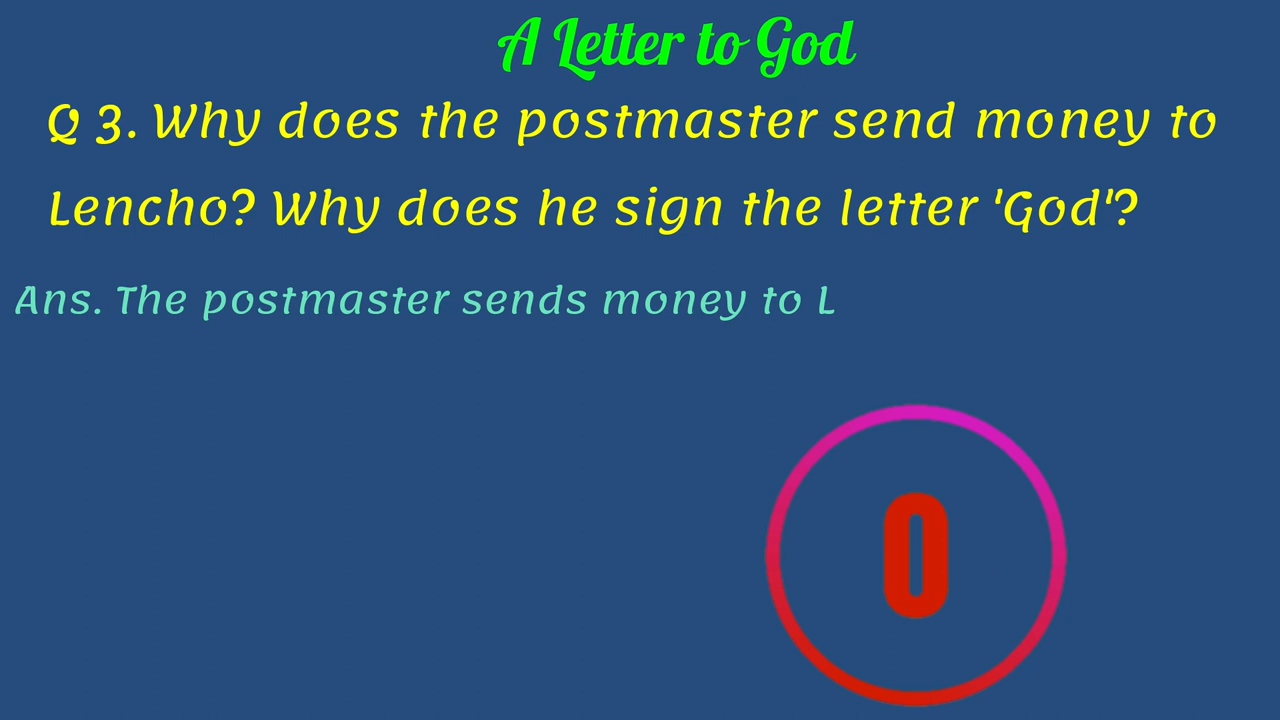 A Letter to God
Q 3. Why does the postmaster send money to
Lencho? Why does he sign the letter 'God'?
Ans. The postmaster sends money to L
0